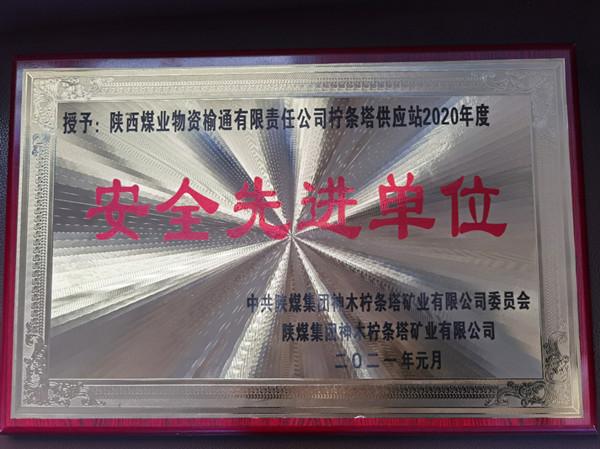 授予：陕西煤业物资榆通有限责任公司柠条塔供应站2020年度
安全先进单位
中共陕煤集团神木柠条塔矿业有限公司委员会
陕煤集团神木柠条塔矿业有限公司
二〇二一年元月